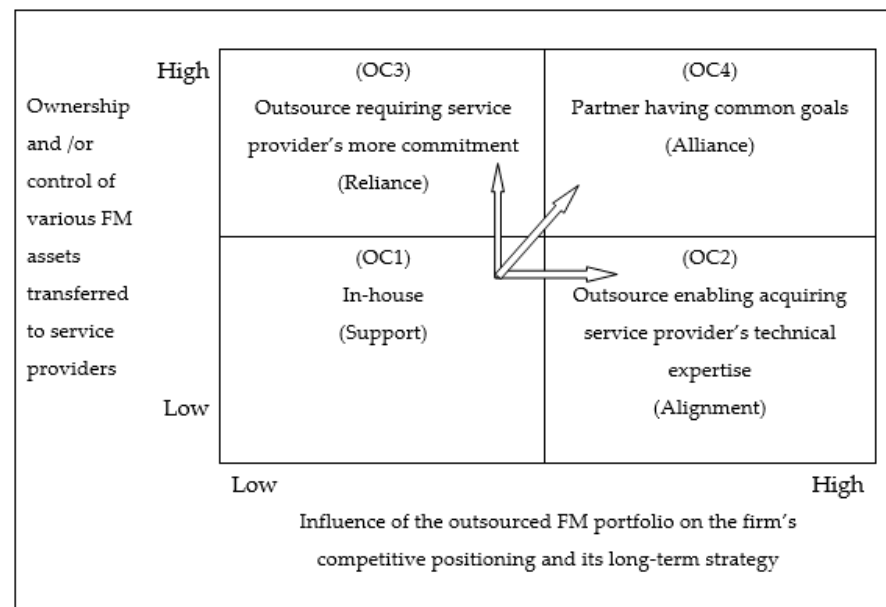 High
Ownership
and /or
control of
various FM
assets
transferred
to service
providers
Low
(OC3)
Outsource requiring service
provider's more commitment
(Reliance)
(OC4)
Partner having common goals
(Alliance)
(OC1)
In-house
(Support)
(OC2)
Outsource enabling acquiring
service provider's technical
expertise
(Alignment)
Low
High
Influence of the outsourced FM portfolio on the firm's
competitive positioning and its long-term strategy